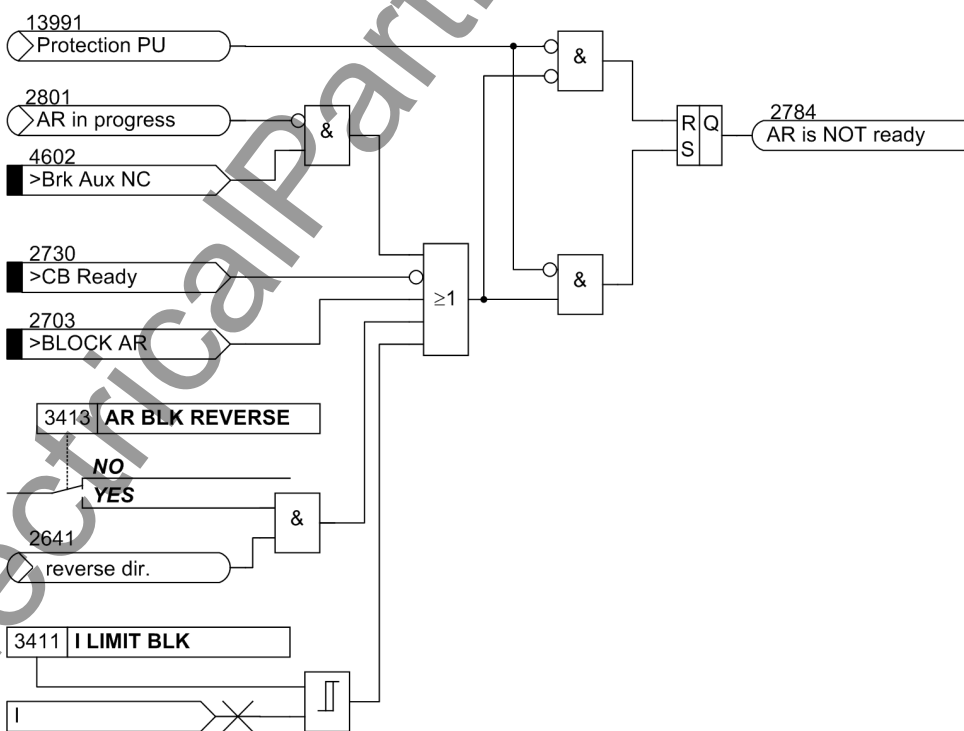 13991
Protection PU
&
2801
AR in progress
&
4602
>Brk Aux NC
R Q
S
2784
AR is NOT ready
2730
>CB Ready
≥1
&
2703
>BLOCK AR
3413 AR BLK REVERSE
NO
YES
&
2641
reverse dir.
3411 I LIMIT BLK
I
ectricalPart